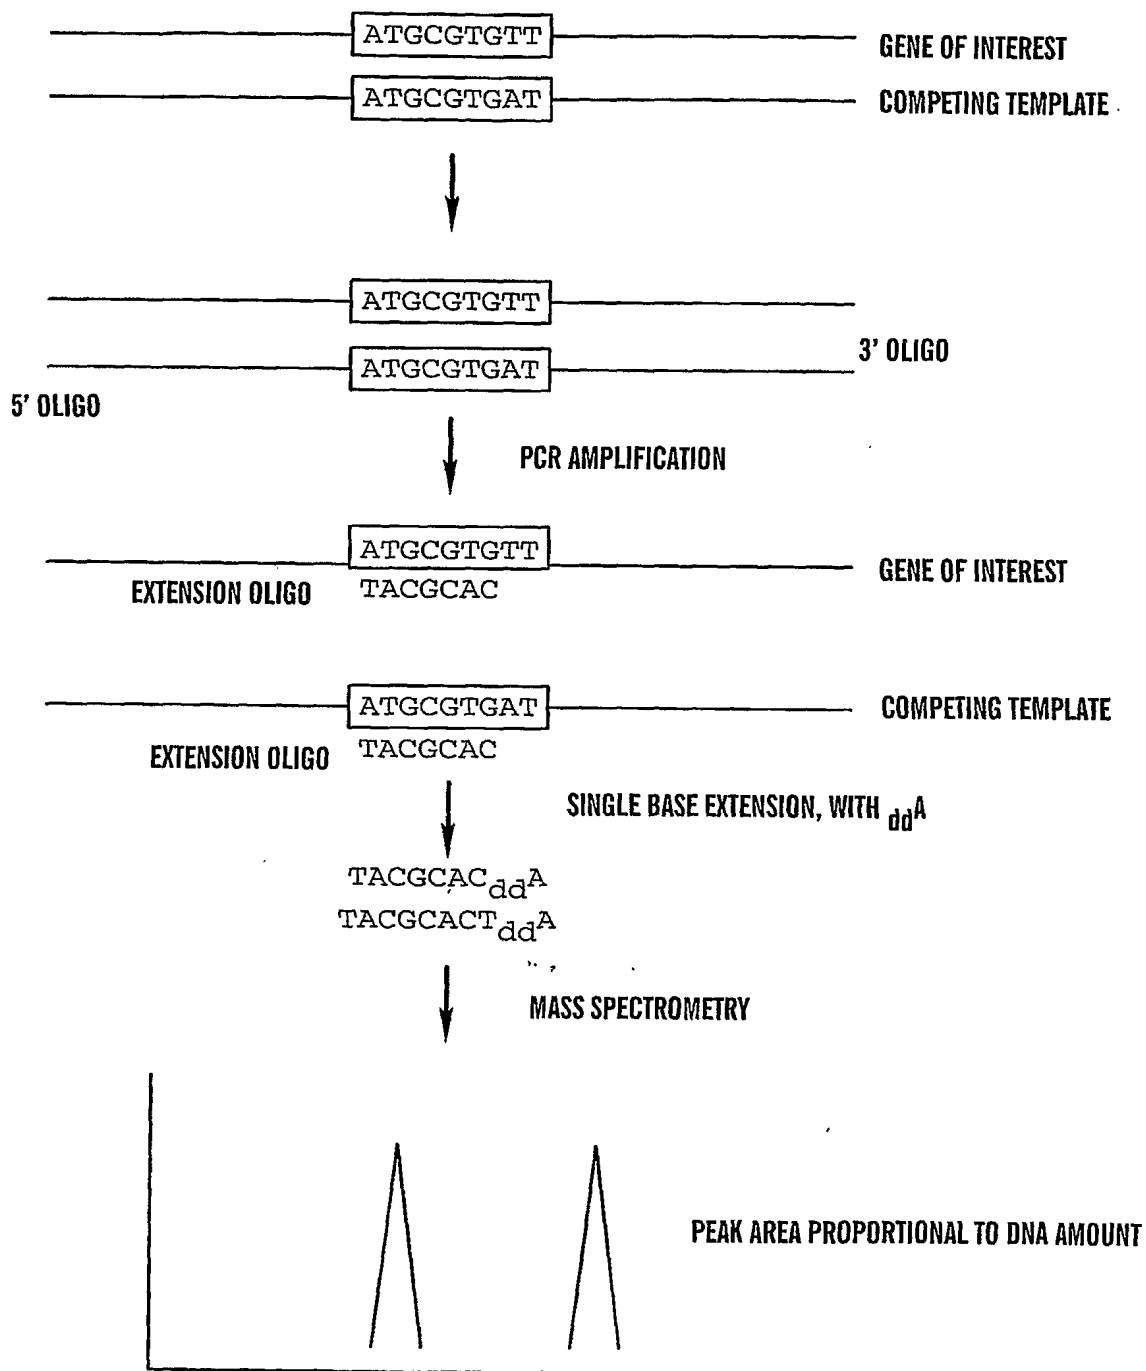 ATGCGTGTT
GENE OF INTEREST
ATGCGTGAT
COMPETING TEMPLATE
ATGCGTGTT
3' OLIGO
ATGCGTGAT
5' OLIGO
PCR AMPLIFICATION
ATGCGTGTT
GENE OF INTEREST
EXTENSION OLIGO
TACGCAC
ATGCGTGAT
COMPETING TEMPLATE
EXTENSION OLIGO
TACGCAC
SINGLE BASE EXTENSION, WITH ddA
TACGCACddA
TACGCACTddA
MASS SPECTROMETRY
PEAK AREA PROPORTIONAL TO DNA AMOUNT